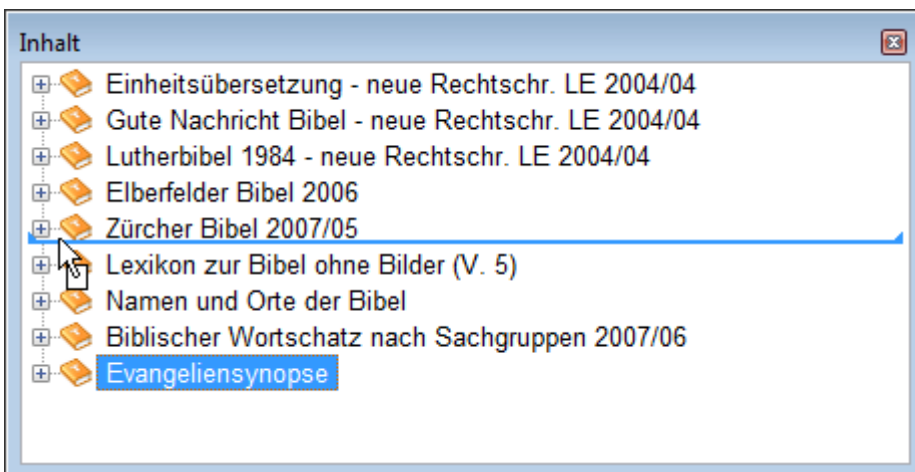 Inhalt
Einheitsübersetzung - neue Rechtschr. LE 2004/04
Gute Nachricht Bibel - neue Rechtschr. LE 2004/04
Lutherbibel 1984 - neue Rechtschr. LE 2004/04
Elberfelder Bibel 2006
Zürcher Bibel 2007/05
Lexikon zur Bibel ohne Bilder (V. 5)
Namen und Orte der Bibel
Biblischer Wortschatz nach Sachgruppen 2007/06
Evangeliensynopse